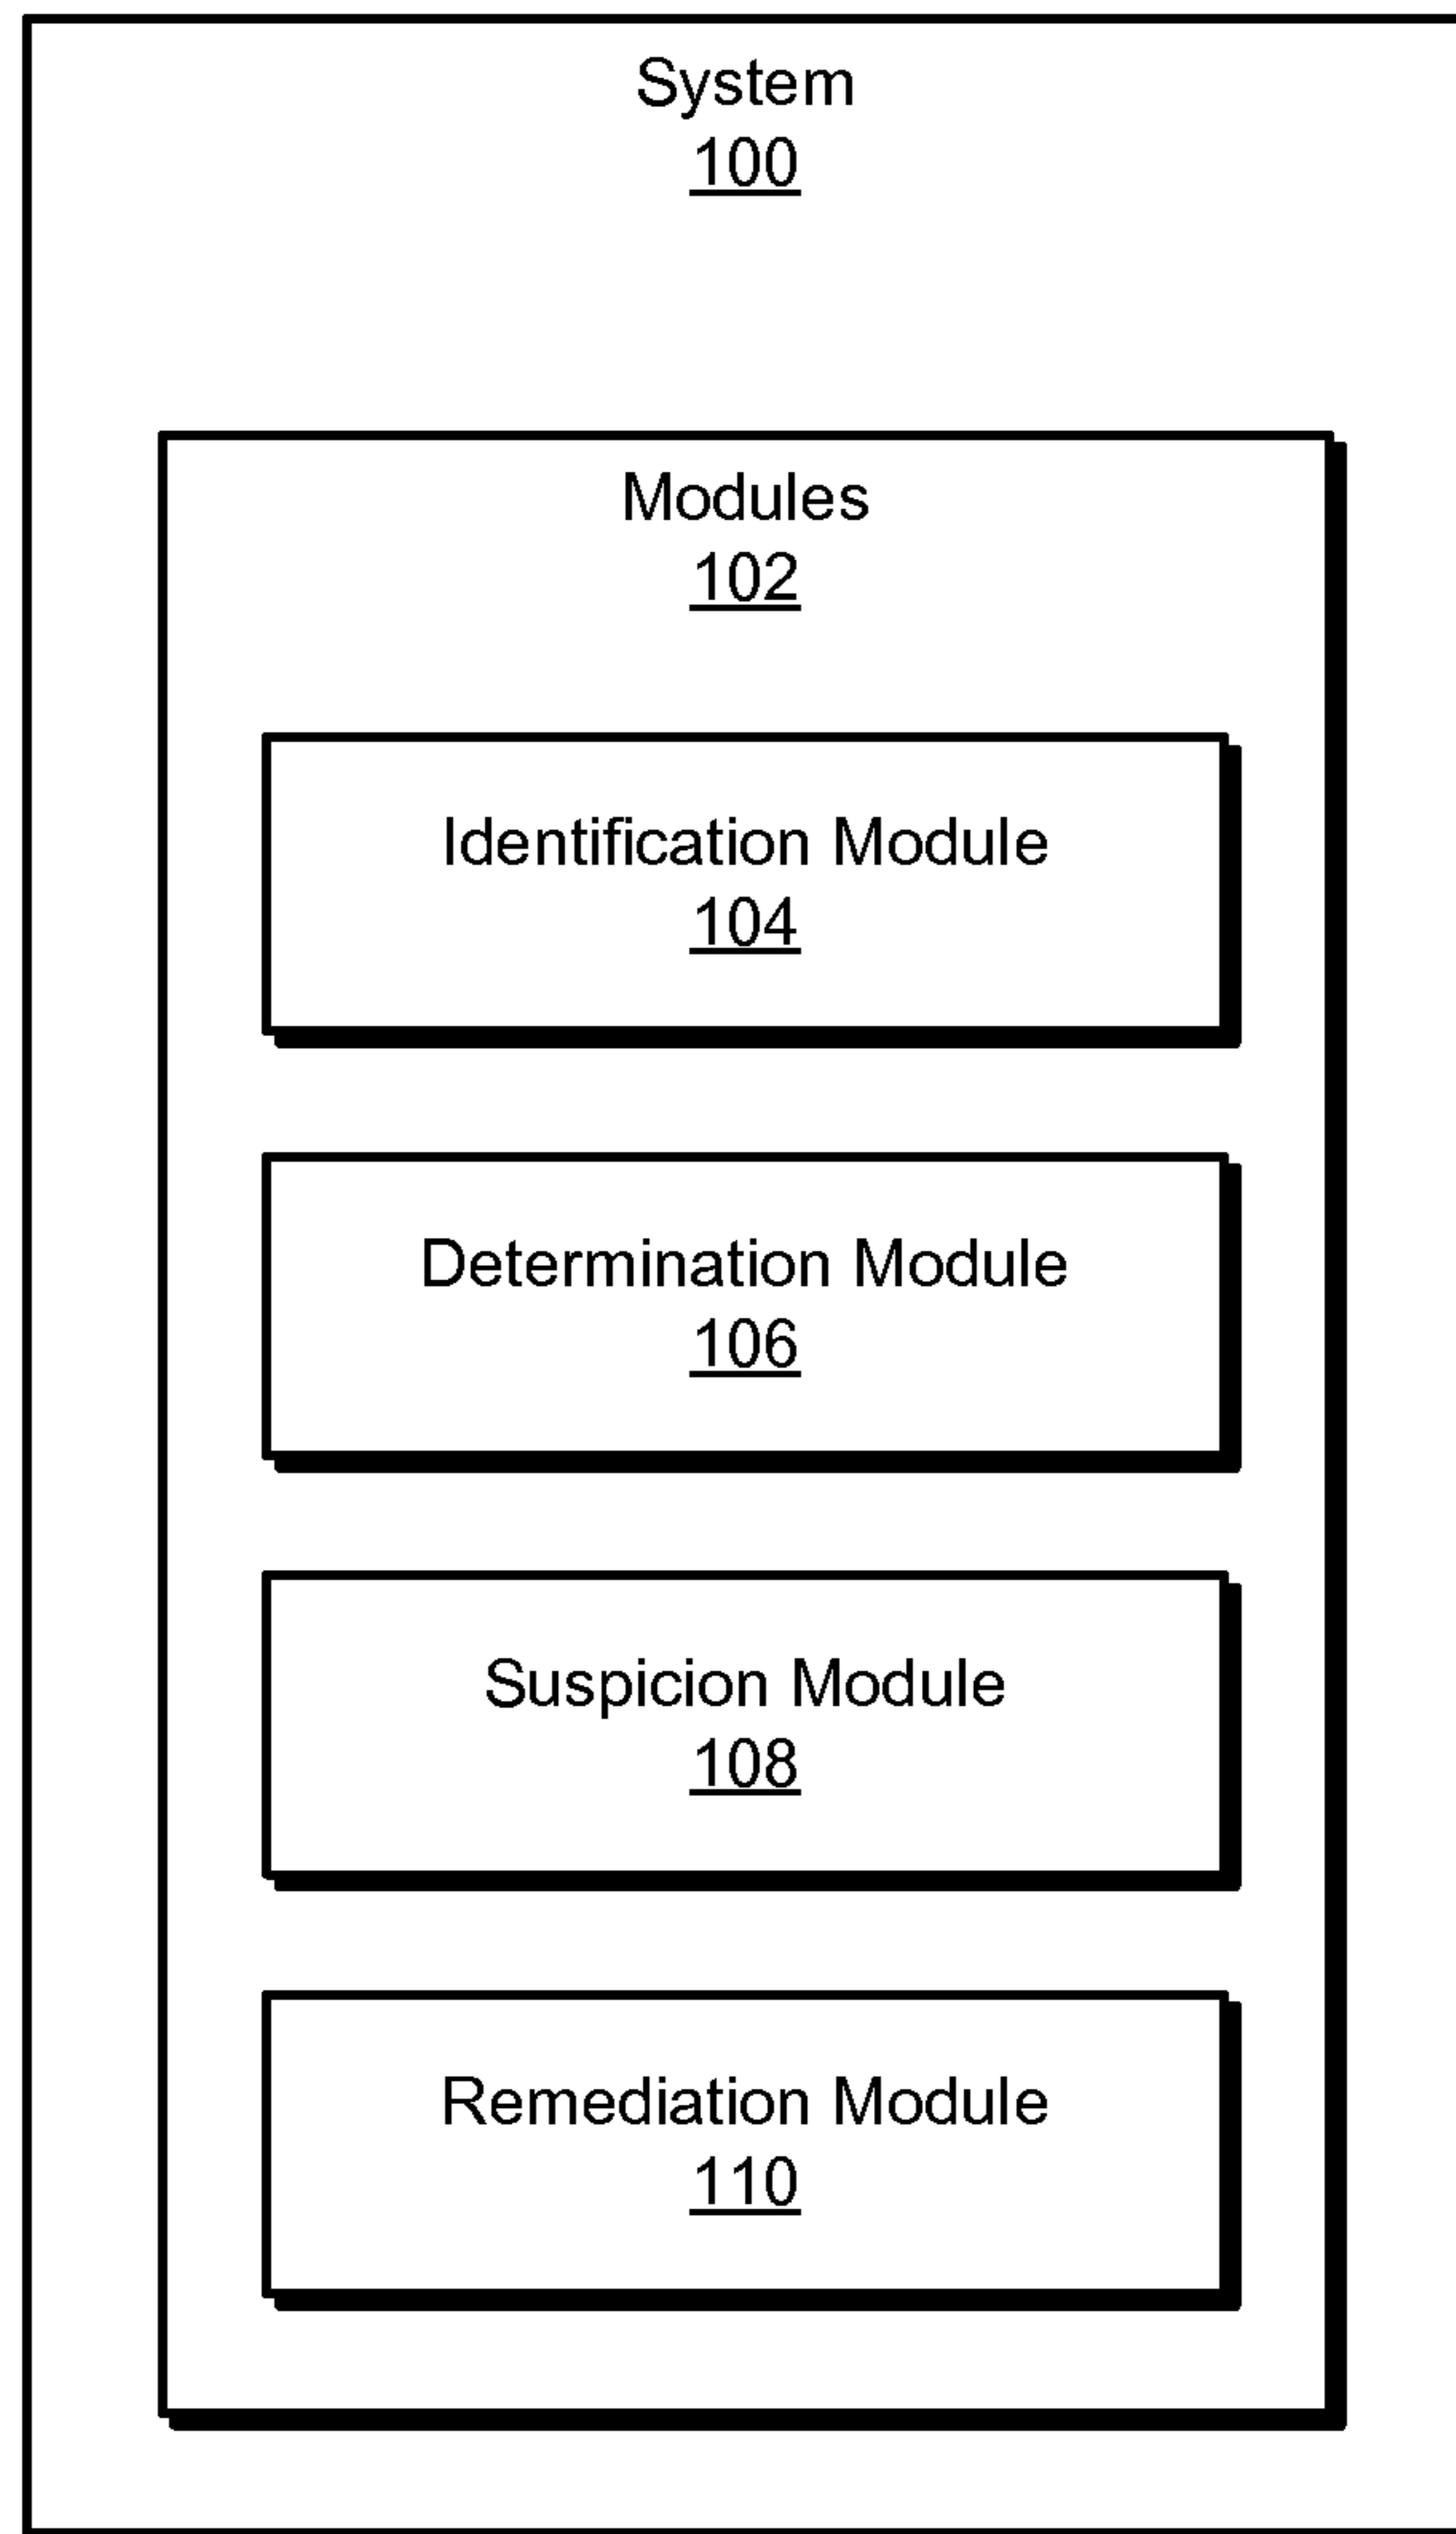 System
100
Modules
102
Identification Module
104
Determination Module
106
Suspicion Module
108
Remediation Module
110